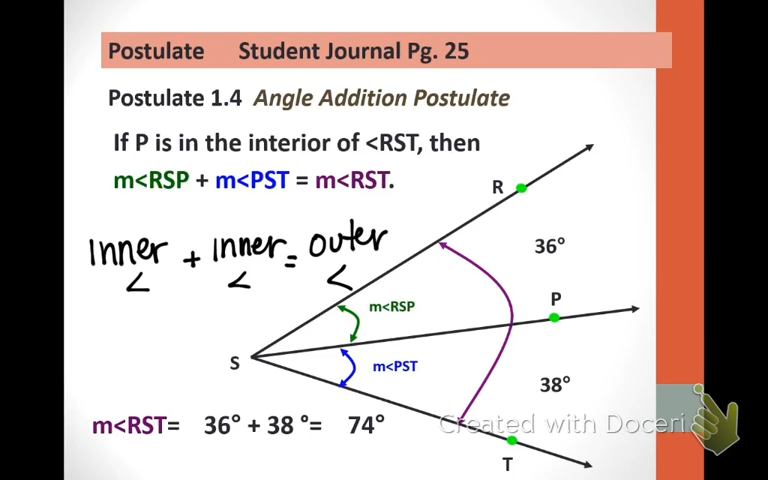 Postulate Student Journal Pg. 25
Postulate 1.4 Angle Addition Postulate
If P is in the interior of <RST, then
m<RSP + m<PST = m<RST.
R
inner + inner = outer
< < <
36°
P
m<RSP
S
m<PST
38°
m<RST= 36° + 38 °= 74°
Created with Doceri
T